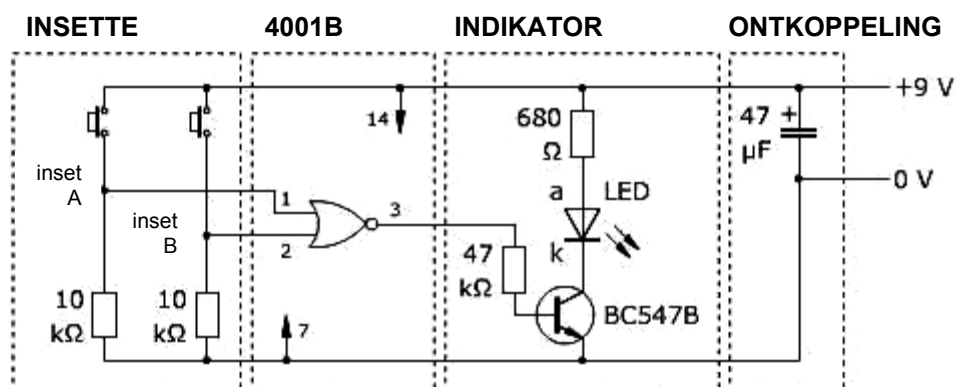 INSETTE 4001B INDIKATOR ONTKOPPELING
+9 V
14 680 Ω 47 µF +
inset A
a LED
0 V
1 3
inset B
2
k
47 kΩ
10 kΩ 10 kΩ
7 BC547B